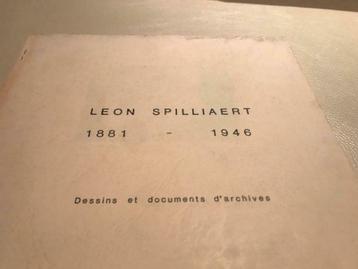 LEON SPILLIAERT
1881 - 1946
Dessins et documents d'archives